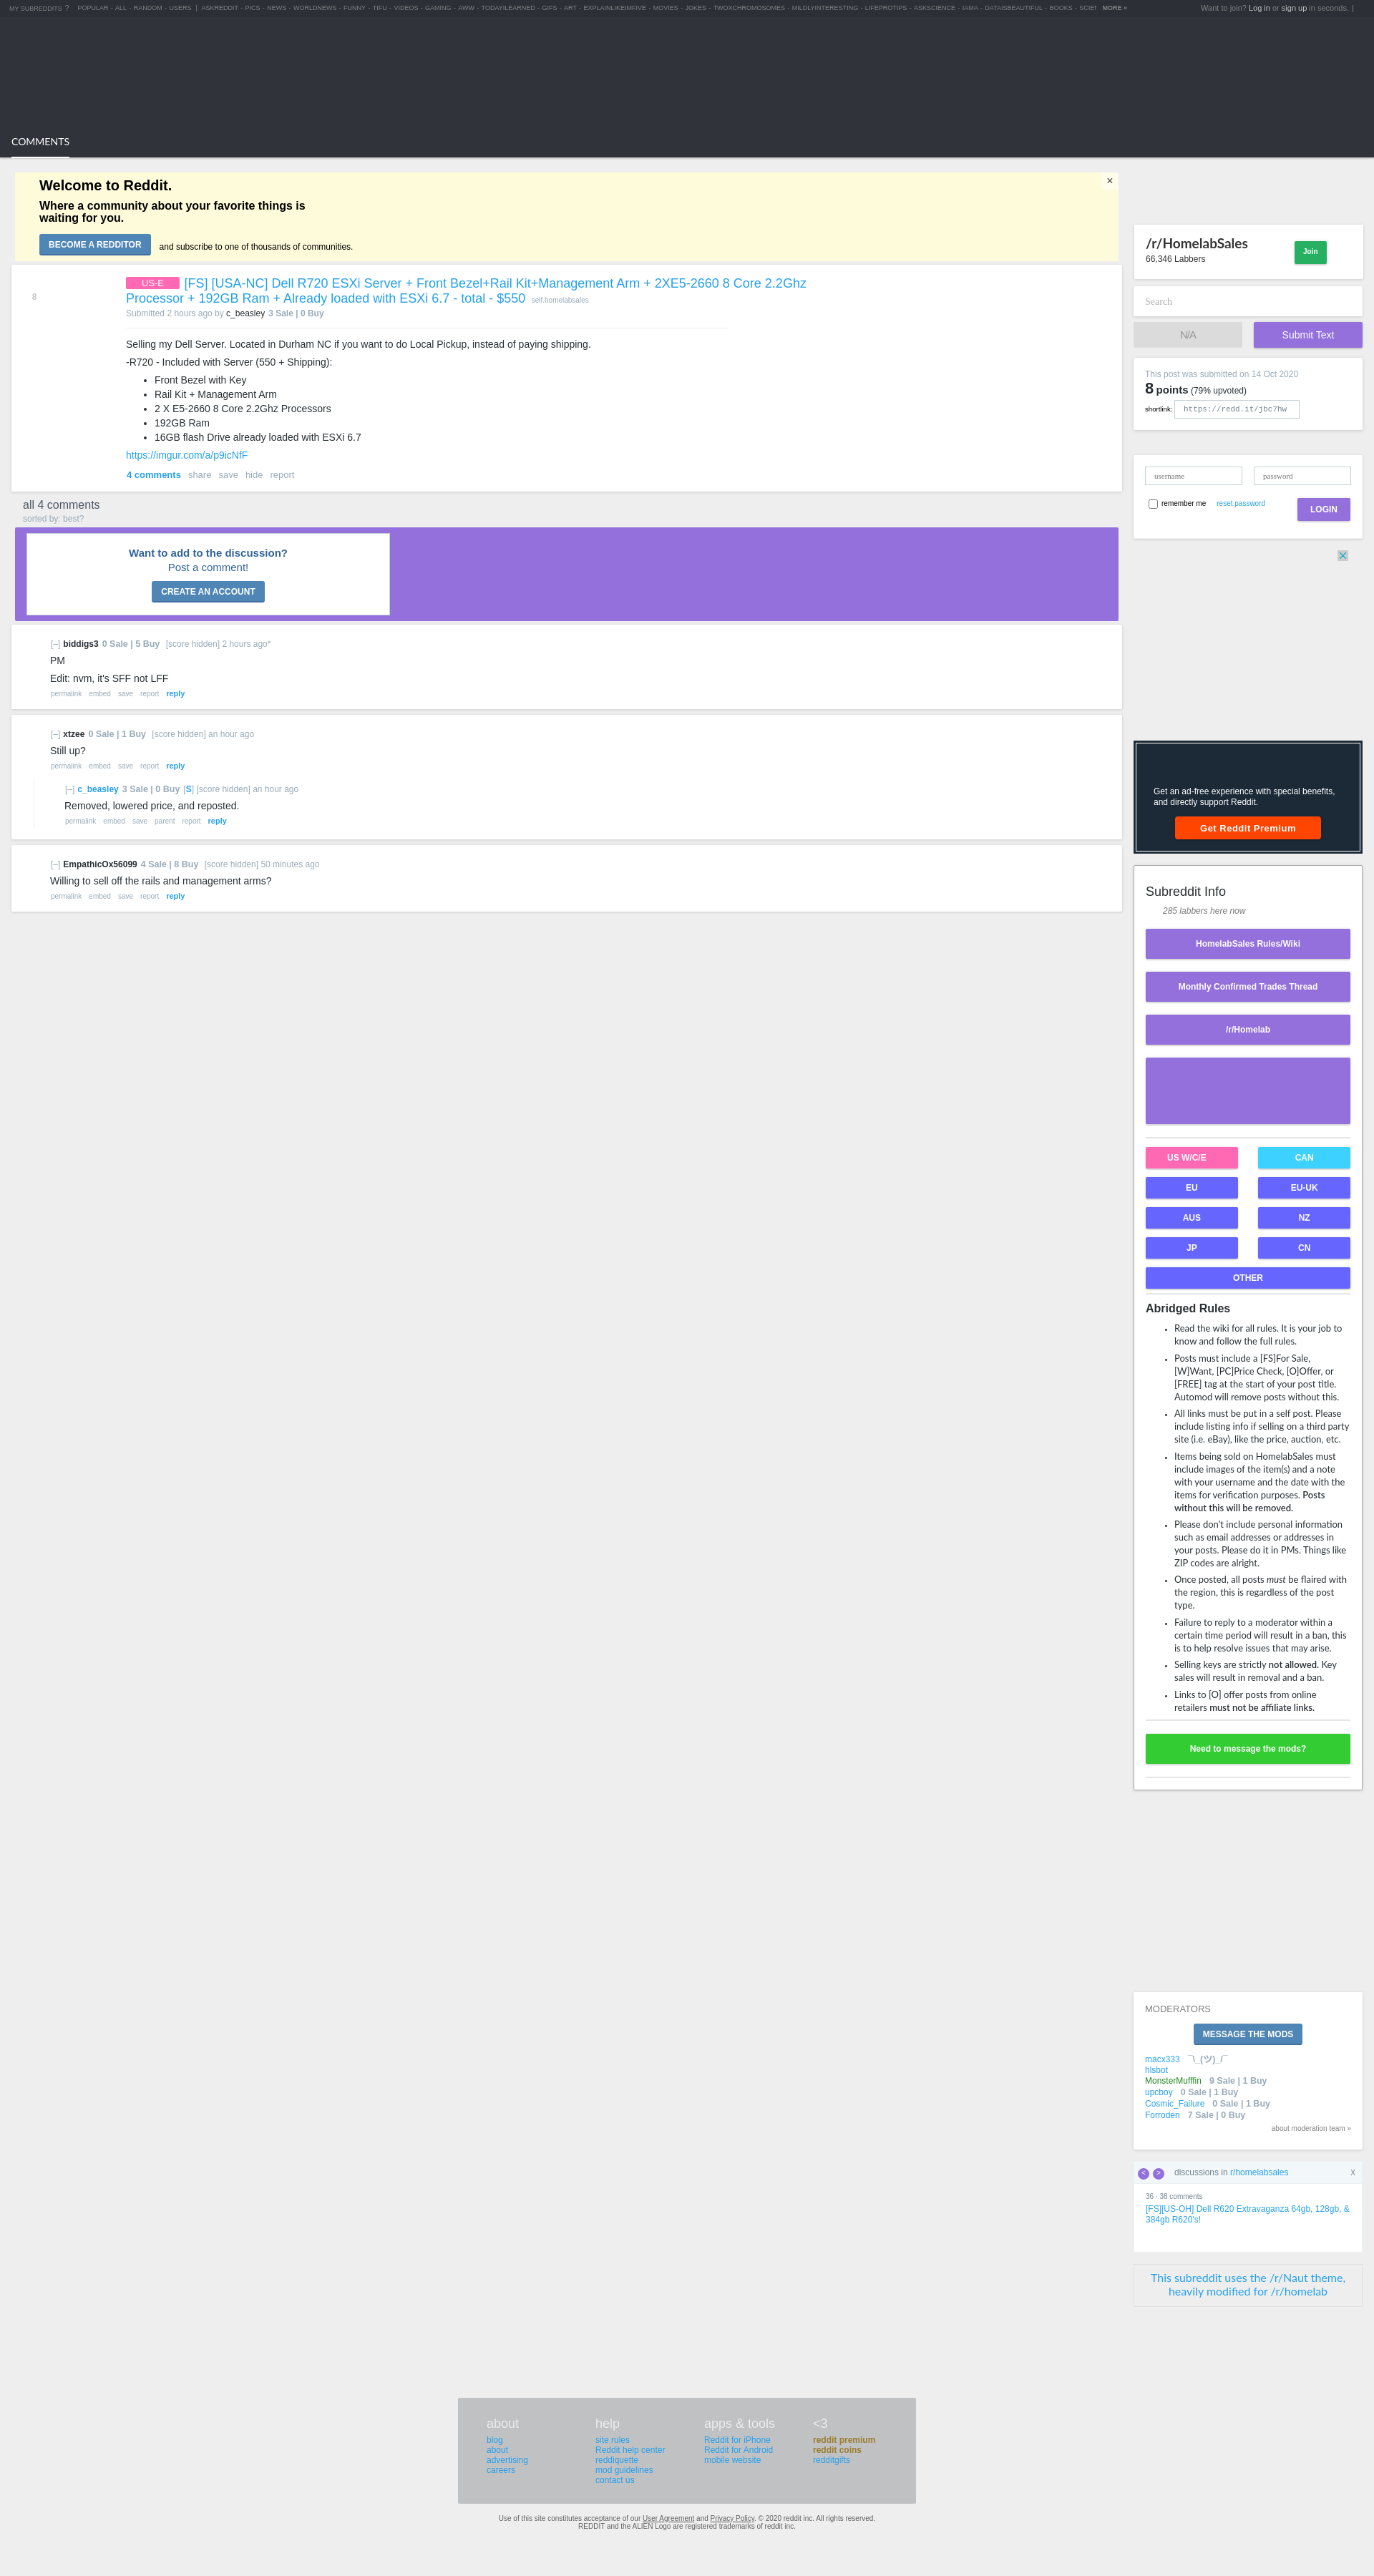 MY SUBREDDITS ? POPULAR - ALL - RANDOM - USERS | ASKREDDIT - PICS - NEWS - WORLDNEWS - FUNNY - TIFU - VIDEOS - GAMING - AWW - TODAYILEARNED - GIFS - ART - EXPLAINLIKEIMFIVE - MOVIES - JOKES - TWOXCHROMOSOMES - MILDLYINTERESTING - LIFEPROTIPS - ASKSCIENCE - IAMA - DATAISBEAUTIFUL - BOOKS - MORE »
Want to join? Log in or sign up in seconds. |
COMMENTS
Welcome to Reddit.
×
Where a community about your favorite things is
waiting for you.
BECOME A REDDITOR and subscribe to one of thousands of communities.
8
US-E [FS] [USA-NC] Dell R720 ESXi Server + Front Bezel+Rail Kit+Management Arm + 2XE5-2660 8 Core 2.2Ghz
Processor + 192GB Ram + Already loaded with ESXi 6.7 - total - $550 self.homelabsales
Submitted 2 hours ago by c_beasley 3 Sale | 0 Buy
Selling my Dell Server. Located in Durham NC if you want to do Local Pickup, instead of paying shipping.
-R720 - Included with Server (550 + Shipping):
• Front Bezel with Key
• Rail Kit + Management Arm
• 2 X E5-2660 8 Core 2.2Ghz Processors
• 192GB Ram
• 16GB flash Drive already loaded with ESXi 6.7
https://imgur.com/a/p9icNfF
4 comments share save hide report
all 4 comments
sorted by: best?
Want to add to the discussion?
Post a comment!
CREATE AN ACCOUNT
[–] biddigs3 0 Sale | 5 Buy [score hidden] 2 hours ago*
PM
Edit: nvm, it's SFF not LFF
permalink embed save report reply
[–] xtzee 0 Sale | 1 Buy [score hidden] an hour ago
Still up?
permalink embed save report reply
[–] c_beasley 3 Sale | 0 Buy [S] [score hidden] an hour ago
Removed, lowered price, and reposted.
permalink embed save parent report reply
[–] EmpathicOx56099 4 Sale | 8 Buy [score hidden] 50 minutes ago
Willing to sell off the rails and management arms?
permalink embed save report reply
/r/HomelabSales
66,346 Labbers
Join
Search
N/A
Submit Text
This post was submitted on 14 Oct 2020
8 points (79% upvoted)
shortlink: https://redd.it/jbc7hw
username
password
remember me reset password
LOGIN
Get an ad-free experience with special benefits,
and directly support Reddit.
Get Reddit Premium
Subreddit Info
285 labbers here now
HomelabSales Rules/Wiki
Monthly Confirmed Trades Thread
/r/Homelab
US W/C/E
CAN
EU
EU-UK
AUS
NZ
JP
CN
OTHER
Abridged Rules
• Read the wiki for all rules. It is your job to
know and follow the full rules.
• Posts must include a [FS]For Sale,
[W]Want, [PC]Price Check, [O]Offer, or
[FREE] tag at the start of your post title.
Automod will remove posts without this.
• All links must be put in a self post. Please
include listing info if selling on a third party
site (i.e. eBay), like the price, auction, etc.
• Items being sold on HomelabSales must
include images of the item(s) and a note
with your username and the date with the
items for verification purposes. Posts
without this will be removed.
• Please don't include personal information
such as email addresses or addresses in
your posts. Please do it in PMs. Things like
ZIP codes are alright.
• Once posted, all posts must be flaired with
the region, this is regardless of the post
type.
• Failure to reply to a moderator within a
certain time period will result in a ban, this
is to help resolve issues that may arise.
• Selling keys are strictly not allowed. Key
sales will result in removal and a ban.
• Links to [O] offer posts from online
retailers must not be affiliate links.
Need to message the mods?
MODERATORS
MESSAGE THE MODS
macx333 ¯\_(ツ)_/¯
hlsbot
MonsterMufffin 9 Sale | 1 Buy
upcboy 0 Sale | 1 Buy
Cosmic_Failure 0 Sale | 1 Buy
Forroden 7 Sale | 0 Buy
about moderation team »
< > discussions in r/homelabsales X
36 · 38 comments
[FS][US-OH] Dell R620 Extravaganza 64gb, 128gb, &
384gb R620's!
This subreddit uses the /r/Naut theme,
heavily modified for /r/homelab
about
blog
about
advertising
careers
help
site rules
Reddit help center
reddiquette
mod guidelines
contact us
apps & tools
Reddit for iPhone
Reddit for Android
mobile website
<3
reddit premium
reddit coins
redditgifts
Use of this site constitutes acceptance of our User Agreement and Privacy Policy. © 2020 reddit inc. All rights reserved.
REDDIT and the ALIEN Logo are registered trademarks of reddit inc.